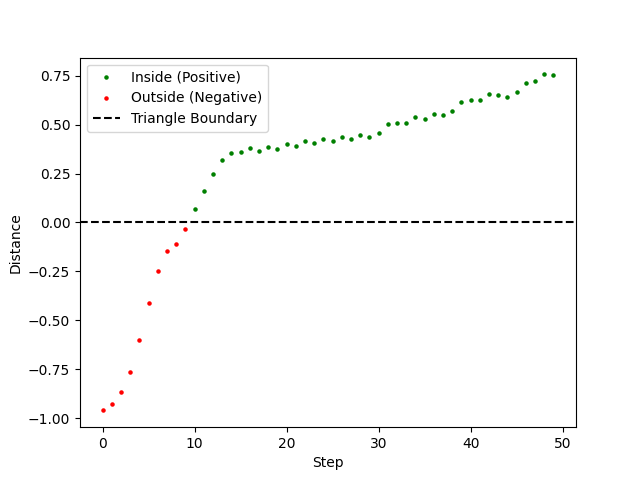 Inside (Positive)
Outside (Negative)
Triangle Boundary
0.75
0.50
0.25
0.00
−0.25
−0.50
−0.75
−1.00
Distance
0 10 20 30 40 50
Step